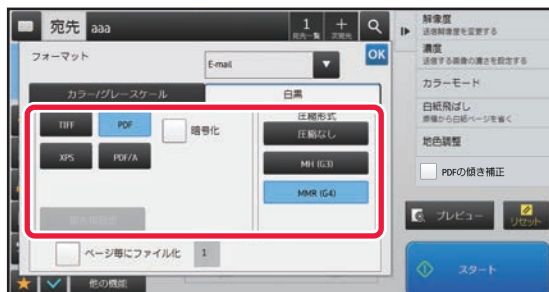 宛先 aaa
1
宛先一覧
次宛先
解像度
送信解像度を変更する
濃度
送信する画像の濃さを設定する
カラーモード
白紙飛ばし
原稿から白紙ページを省く
地色調整
PDFの傾き補正
プレビュー
リセット
スタート
フォーマット
E-mail
OK
カラー/グレースケール
白黒
TIFF
PDF
暗号化
XPS
PDF/A
圧縮形式
圧縮なし
MH (G3)
MMR (G4)
ページ毎にファイル化
1
他の機能